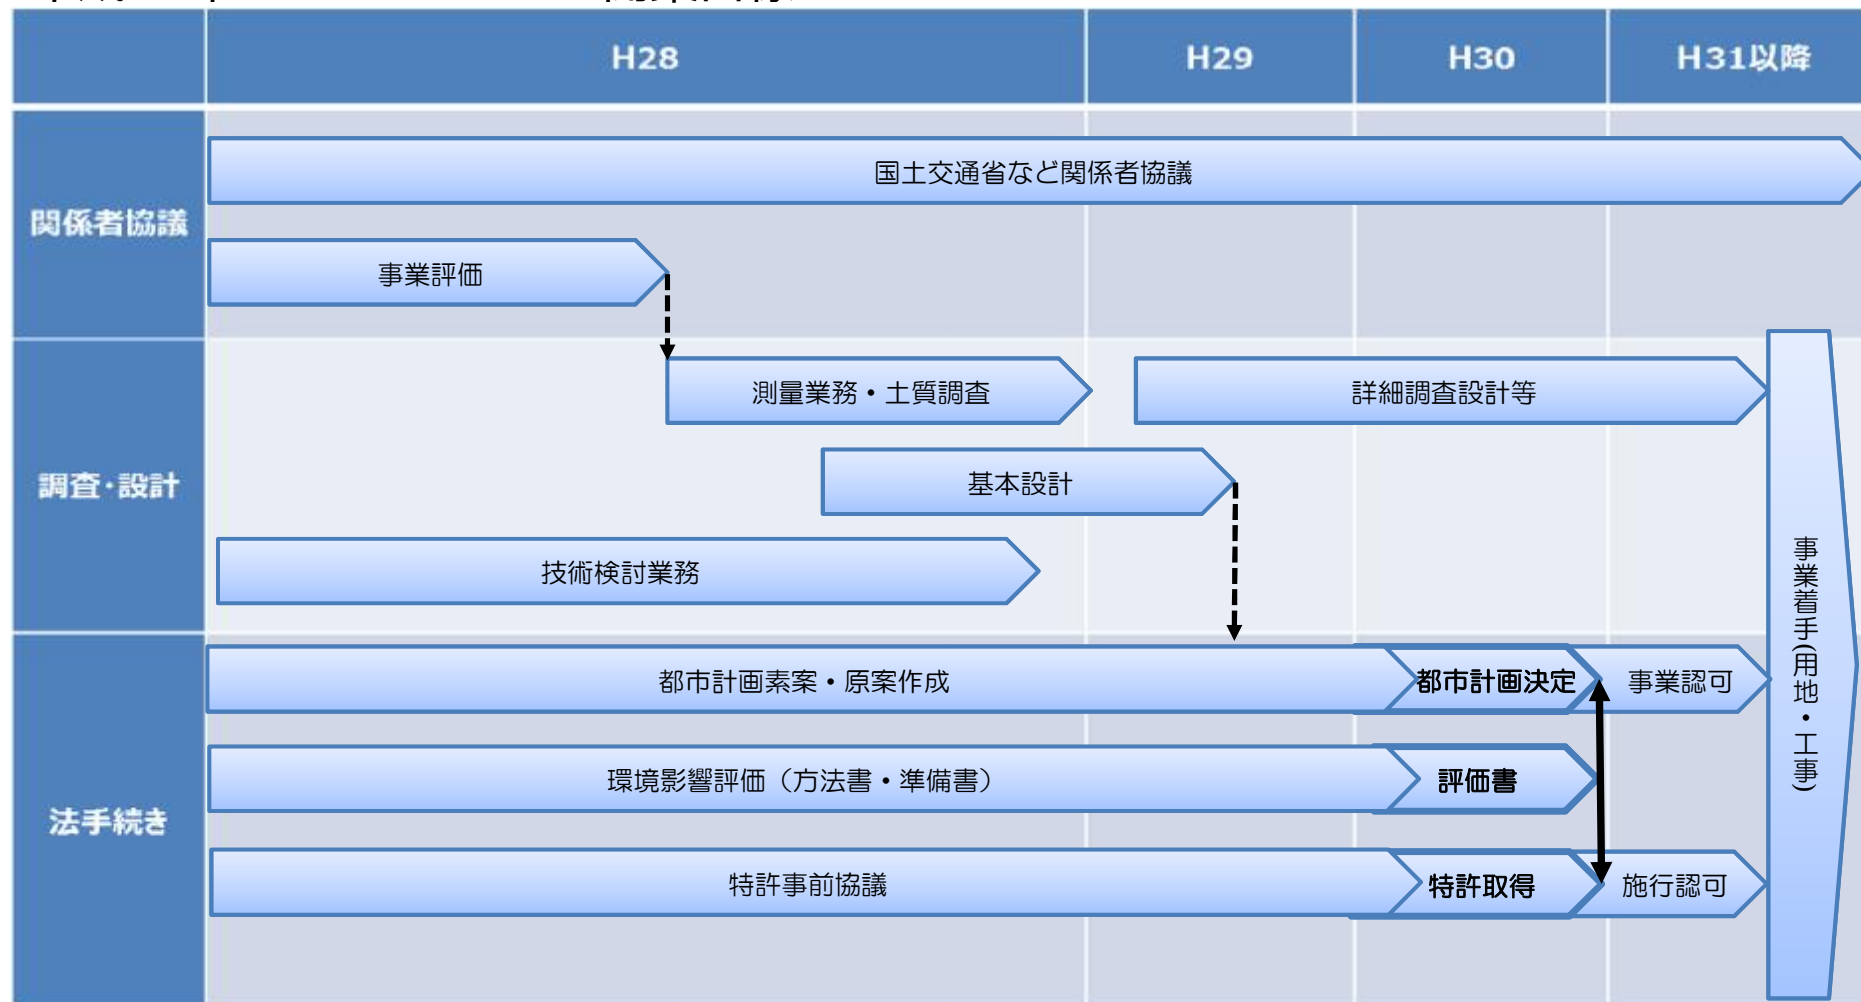 H28
H29
H30
H31以降
関係者協議
国土交通省など関係者協議
事業評価
調査・設計
測量業務・土質調査
詳細調査設計等
基本設計
技術検討業務
事業着手(用地・工事)
法手続き
都市計画素案・原案作成
都市計画決定
事業認可
環境影響評価（方法書・準備書）
評価書
特許事前協議
特許取得
施行認可